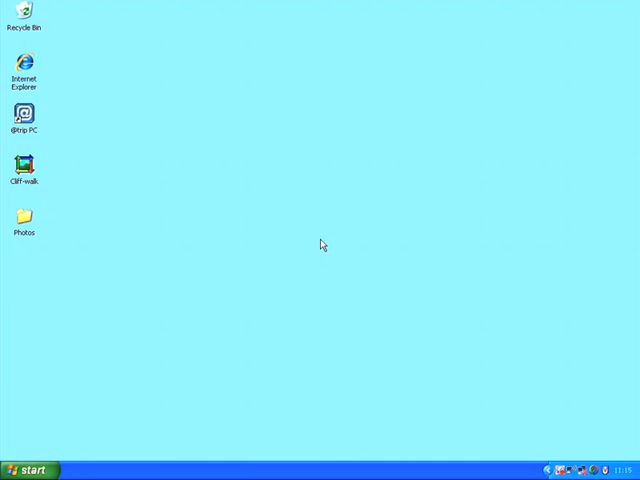 Recycle Bin
Internet
Explorer
@trip PC
Cliff-walk
Photos
start
11:15